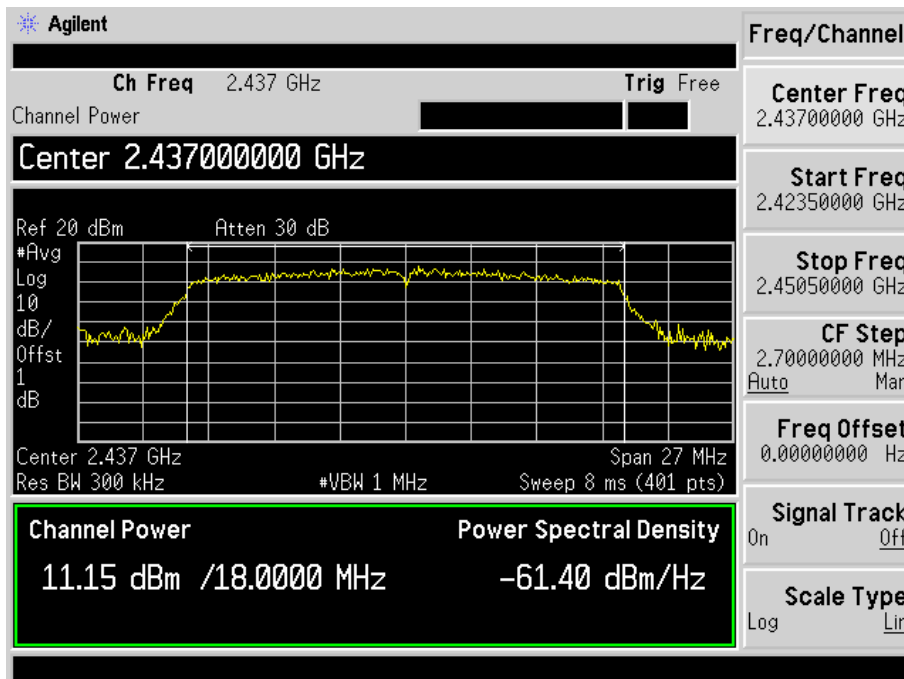 Agilent
Freq/Channel
Ch Freq 2.437 GHz Trig Free
Channel Power
Center 2.437000000 GHz
Ref 20 dBm Atten 30 dB
#Avg
Log
10
dB/
Offst
1
dB
Center 2.437 GHz Span 27 MHz
Res BW 300 kHz #VBW 1 MHz Sweep 8 ms (401 pts)
Channel Power Power Spectral Density
11.15 dBm /18.0000 MHz -61.40 dBm/Hz
Center Freq
2.43700000 GHz
Start Freq
2.42350000 GHz
Stop Freq
2.45050000 GHz
CF Step
2.70000000 MHz
Auto Man
Freq Offset
0.00000000 Hz
Signal Track
On Off
Scale Type
Log Lin